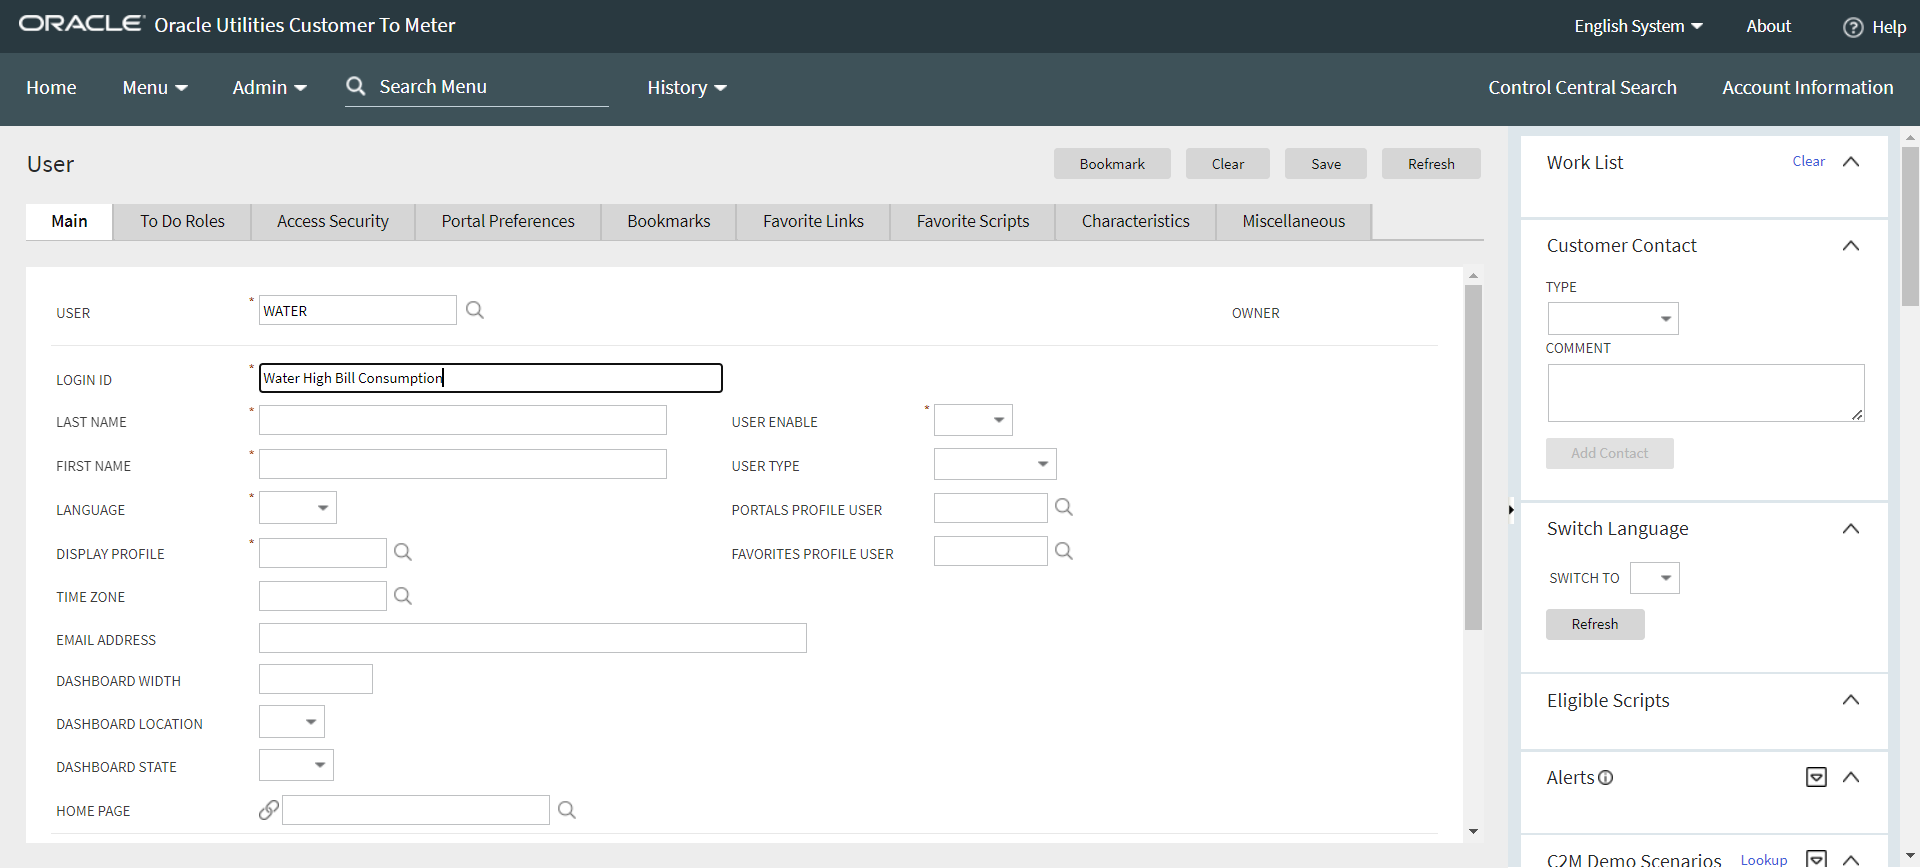 ORACLE Oracle Utilities Customer To Meter
English System About Help
Home Menu Admin Search Menu History Control Central Search Account Information
User
Bookmark Clear Save Refresh
Main To Do Roles Access Security Portal Preferences Bookmarks Favorite Links Favorite Scripts Characteristics Miscellaneous
USER * WATER OWNER
LOGIN ID * Water High Bill Consumption
LAST NAME * USER ENABLE *
FIRST NAME * USER TYPE
LANGUAGE * PORTALS PROFILE USER
DISPLAY PROFILE * FAVORITES PROFILE USER
TIME ZONE
EMAIL ADDRESS
DASHBOARD WIDTH
DASHBOARD LOCATION
DASHBOARD STATE
HOME PAGE
Work List Clear
Customer Contact
TYPE
COMMENT
Add Contact
Switch Language
SWITCH TO
Refresh
Eligible Scripts
Alerts
C2M Demo Scenarios Lookup